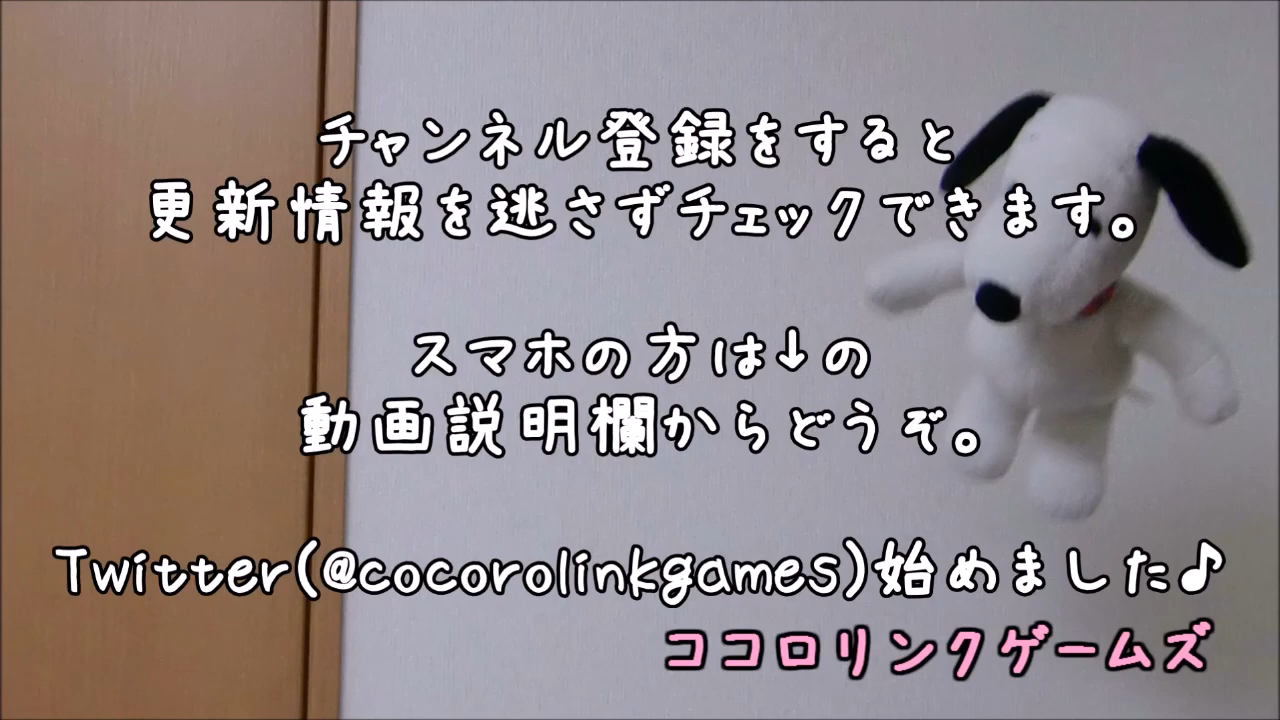 チャンネル登録をすると
更新情報を逃さずチェックできます。
スマホの方は↓の
動画説明欄からどうぞ。
Twitter(@cocorolinkgames)始めました♪
ココロリンクゲームズ